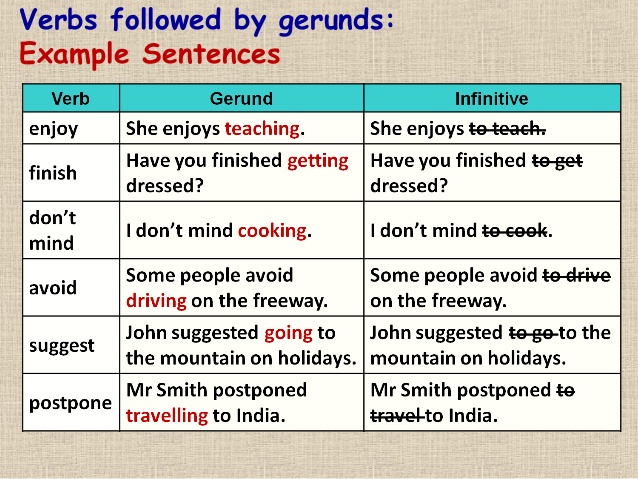 Verbs followed by gerunds:
Example Sentences
Verb Gerund Infinitive
enjoy She enjoys teaching. She enjoys to teach.
finish Have you finished getting dressed? Have you finished to get dressed?
don't mind I don't mind cooking. I don't mind to cook.
avoid Some people avoid driving on the freeway. Some people avoid to drive on the freeway.
suggest John suggested going to the mountain on holidays. John suggested to go to the mountain on holidays.
postpone Mr Smith postponed travelling to India. Mr Smith postponed to travel to India.